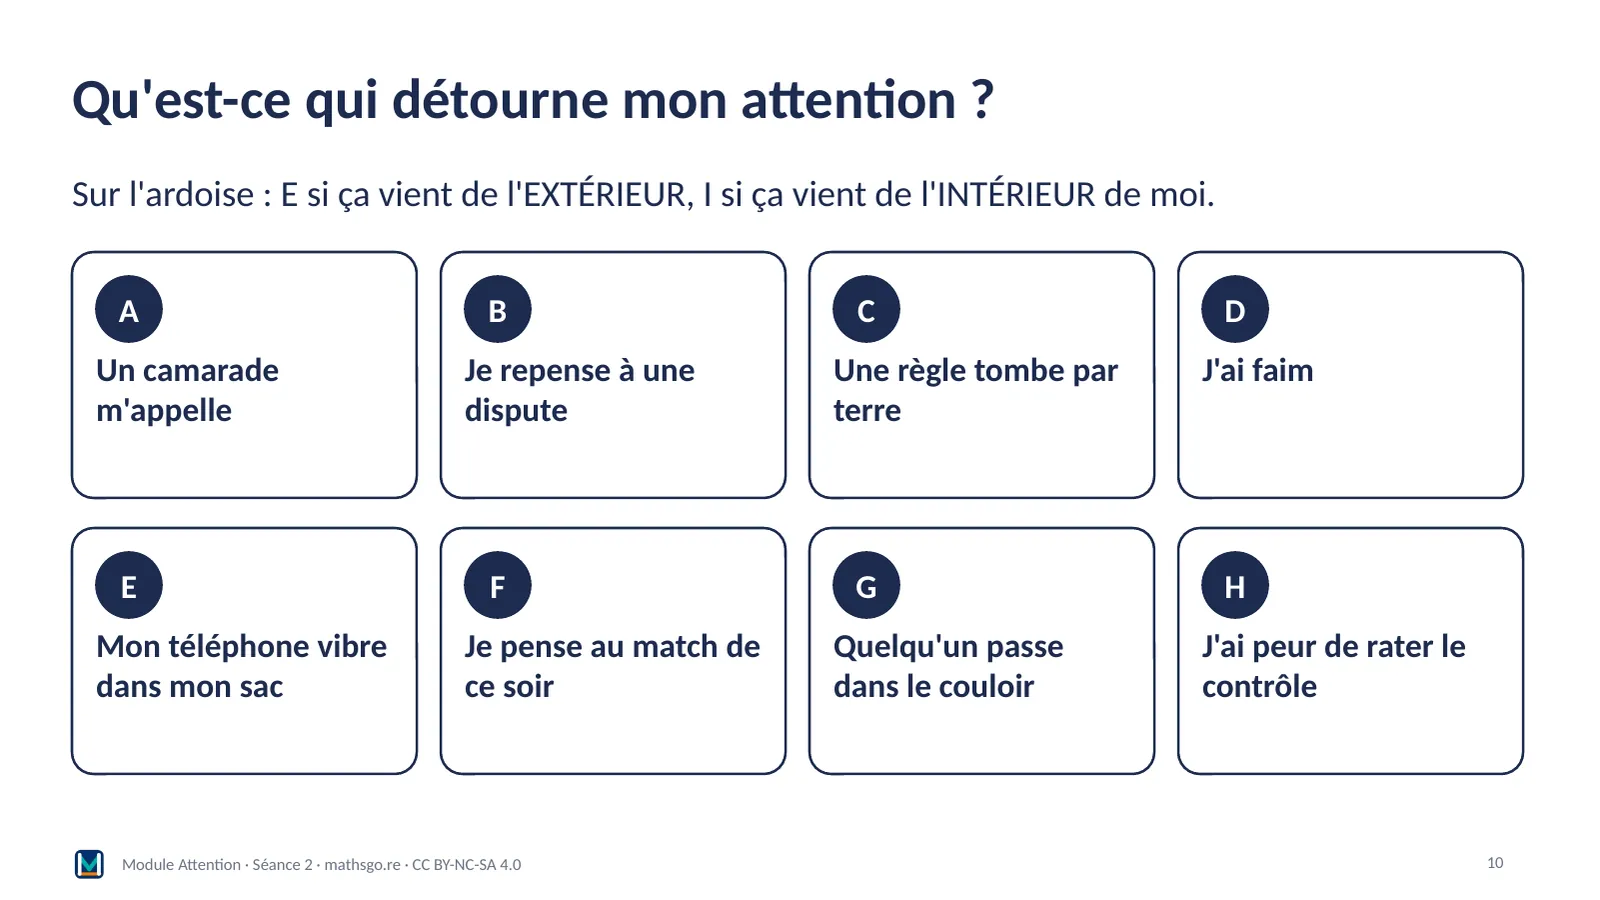 Qu'est-ce qui détourne mon attention ?
Sur l'ardoise : E si ça vient de l'EXTÉRIEUR, I si ça vient de l'INTÉRIEUR de moi.
A
Un camarade
m'appelle
B
Je repense à une
dispute
C
Une règle tombe par
terre
D
J'ai faim
E
Mon téléphone vibre
dans mon sac
F
Je pense au match de
ce soir
G
Quelqu'un passe
dans le couloir
H
J'ai peur de rater le
contrôle
Module Attention · Séance 2 · mathsgo.re · CC BY-NC-SA 4.0
10